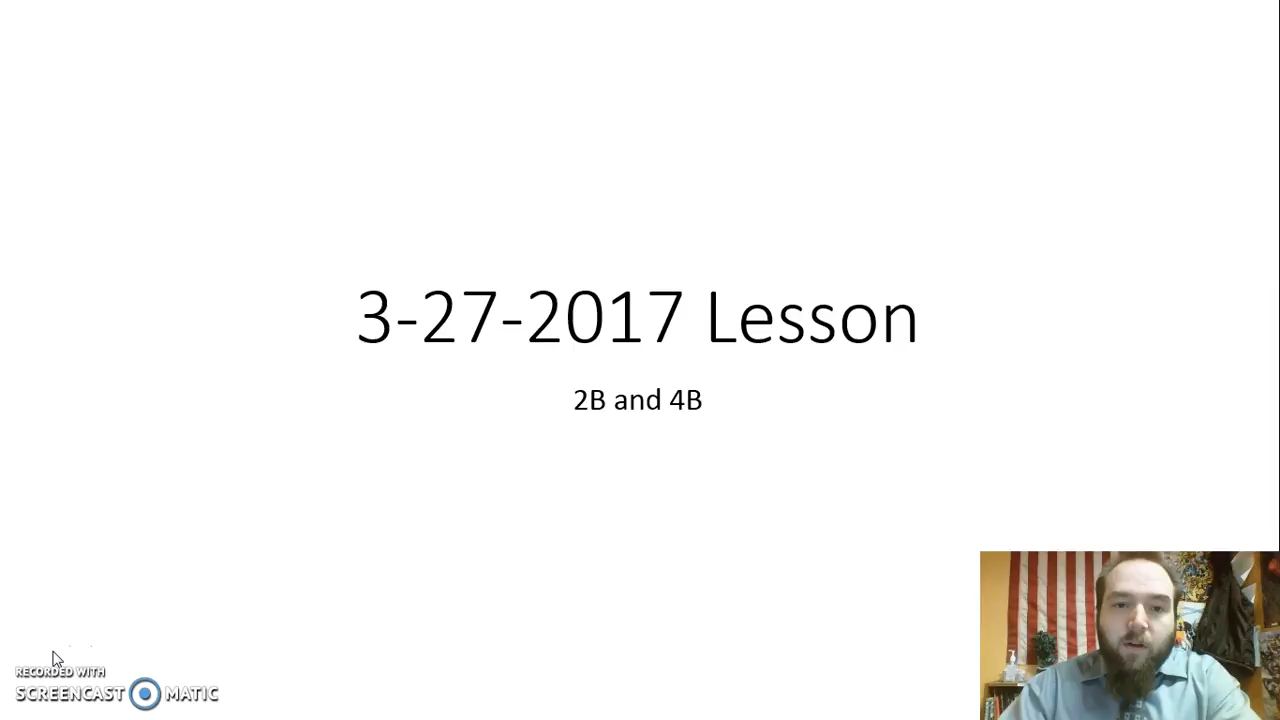 3-27-2017 Lesson
2B and 4B
RECORDED WITH
SCREENCAST MATIC